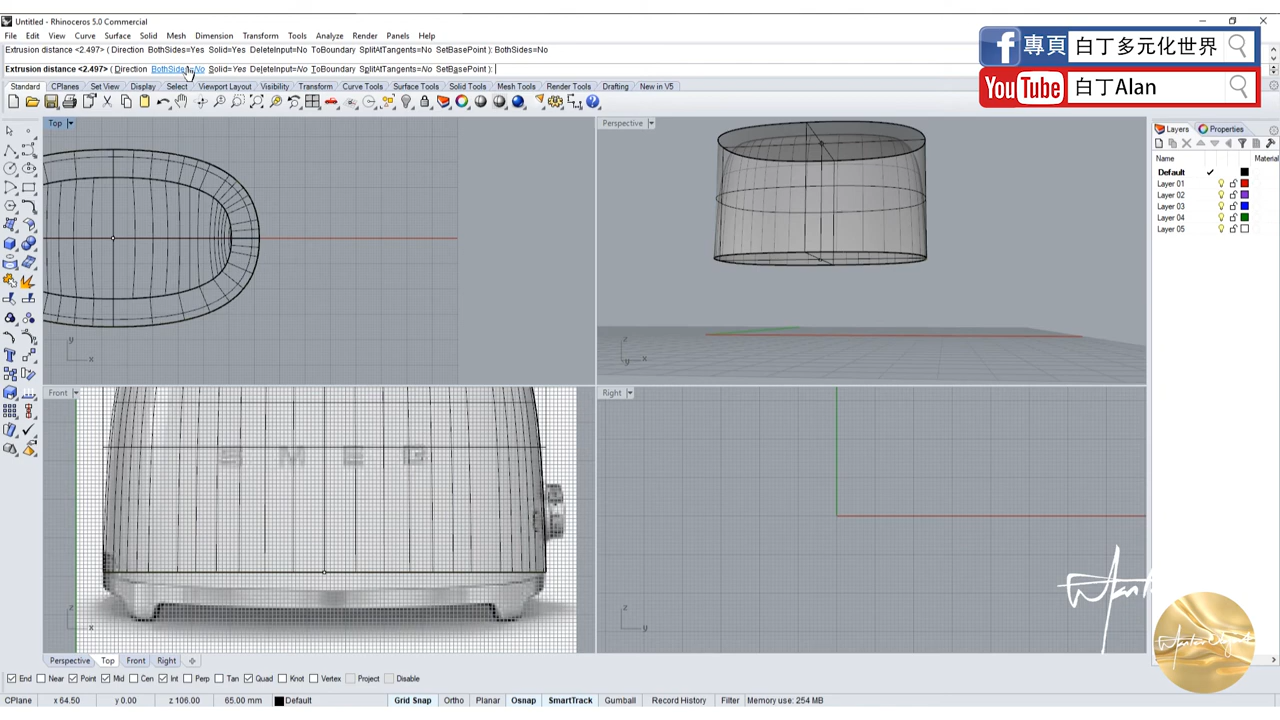 Untitled - Rhinoceros 5.0 Commercial
File Edit View Curve Surface Solid Mesh Dimension Transform Tools Analyze Render Panels Help
Extrusion distance <2.497> ( Direction BothSides=Yes Solid=Yes DeleteInput=No ToBoundary SplitAtTangents=No SetBasePoint ): BothSides=No
Extrusion distance <2.497> ( Direction BothSides=No Solid=Yes DeleteInput=No ToBoundary SplitAtTangents=No SetBasePoint ):
專頁 白丁多元化世界
YouTube 白丁Alan
Standard CPlanes Set View Display Select Viewport Layout Visibility Transform Curve Tools Surface Tools Solid Tools Mesh Tools Render Tools Drafting New in V5
Top
Perspective
Layers Properties
Name Material
Default
Layer 01
Layer 02
Layer 03
Layer 04
Layer 05
y
x
z
y x
Front
Right
SMEG
z
x
z
y
Perspective Top Front Right
End Near Point Mid Cen Int Perp Tan Quad Knot Vertex Project Disable
CPlane x 64.50 y 0.00 z 106.00 65.00 mm Default Grid Snap Ortho Planar Osnap SmartTrack Gumball Record History Filter Memory use: 254 MB